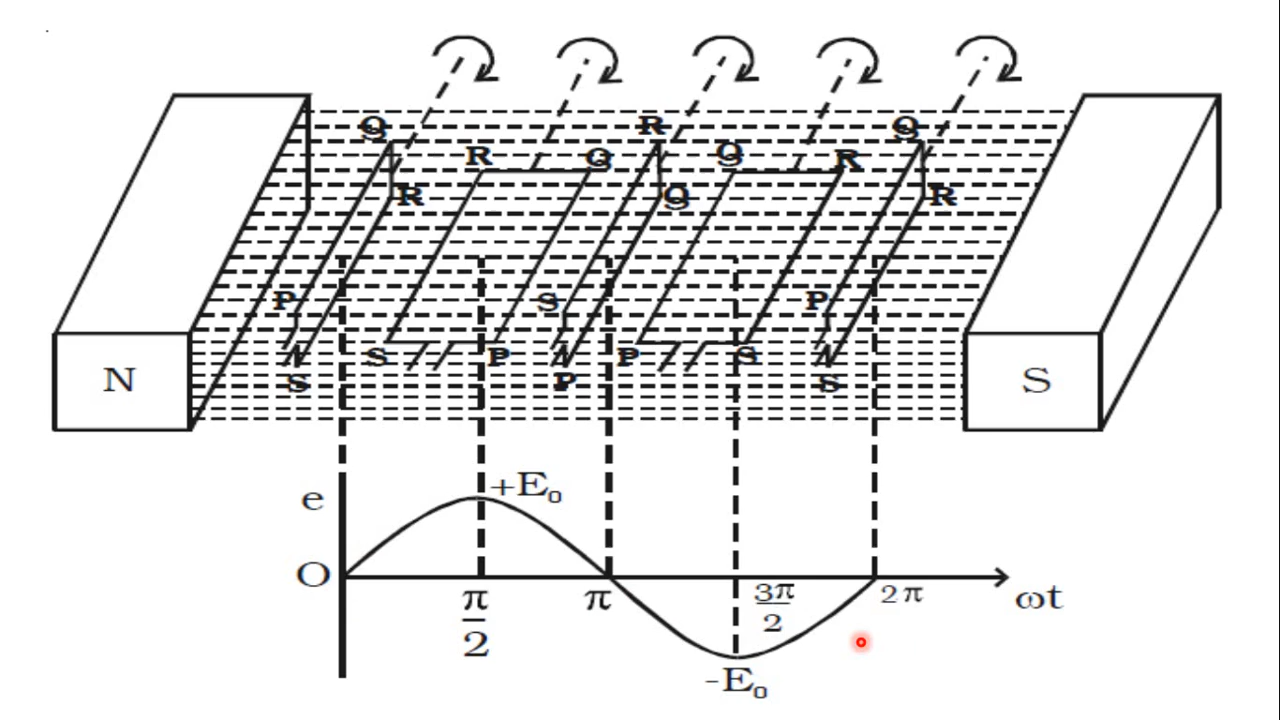 Q R Q R Q R Q
R Q R
P S P
N S
S P S P P S S
e +E₀
O π/2 π 3π/2 2π ωt
-E₀